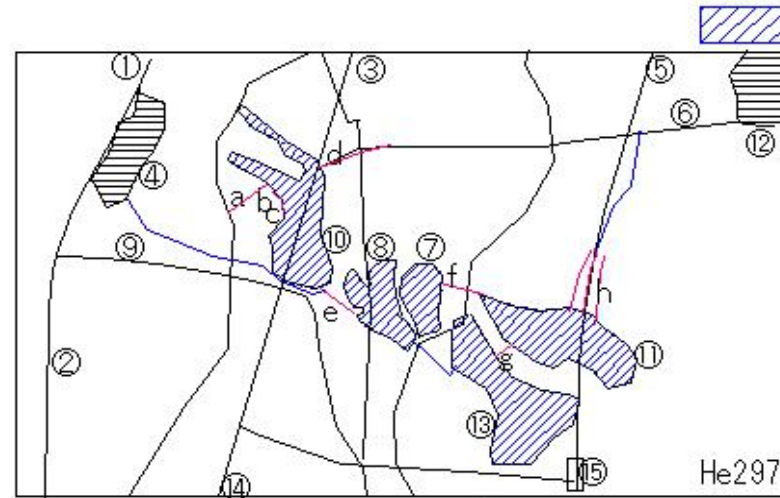 ① ③ ⑤
⑥
⑫
d
④
a b
c
⑨ ⑩ ⑧ ⑦
f
h
e
② g ⑪
⑬
⑭ ⑮ He297